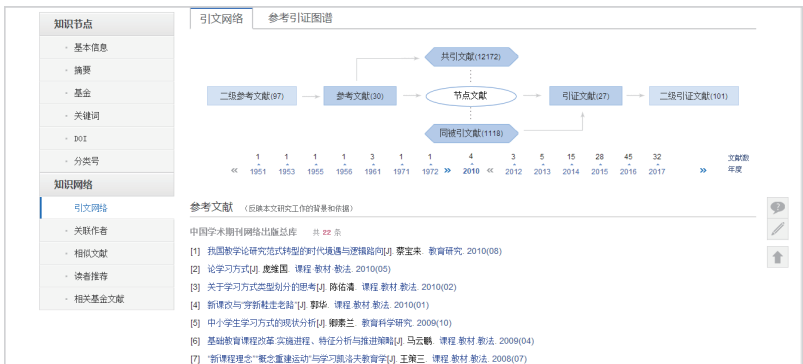 知识节点
基本信息
摘要
基金
关键词
DOI
分类号
知识网络
引文网络
关联作者
相似文献
读者推荐
相关基金文献
引文网络 参考引证图谱
共引文献(12172)
二级参考文献(97) 参考文献(30) 节点文献 引证文献(27) 二级引证文献(101)
同被引文献(1118)
1 1 1 1 3 1 1 4 3 5 15 28 45 32 文献数
« 1951 1953 1955 1956 1961 1971 1972 » 2010 « 2012 2013 2014 2015 2016 2017 » 年度
参考文献 (反映本文研究工作的背景和依据)
中国学术期刊网络出版总库 共 22 条
[1] 我国教学论研究范式转型的时代境遇与逻辑路向[J]. 蔡宝来. 教育研究. 2010(08)
[2] 论学习方式[J]. 庞维国. 课程.教材.教法. 2010(05)
[3] 关于学习方式类型划分的思考[J]. 陈佑清. 课程.教材.教法. 2010(02)
[4] 新课改与“穿新鞋走老路”[J]. 郭华. 课程.教材.教法. 2010(01)
[5] 中小学生学习方式的现状分析[J]. 卿素兰. 教育科学研究. 2009(10)
[6] 基础教育课程改革:实施进程、特征分析与推进策略[J]. 马云鹏. 课程.教材.教法. 2009(04)
[7] “新课程理念”“概念重建运动”与学习凯洛夫教育学[J]. 王策三. 课程.教材.教法. 2008(07)